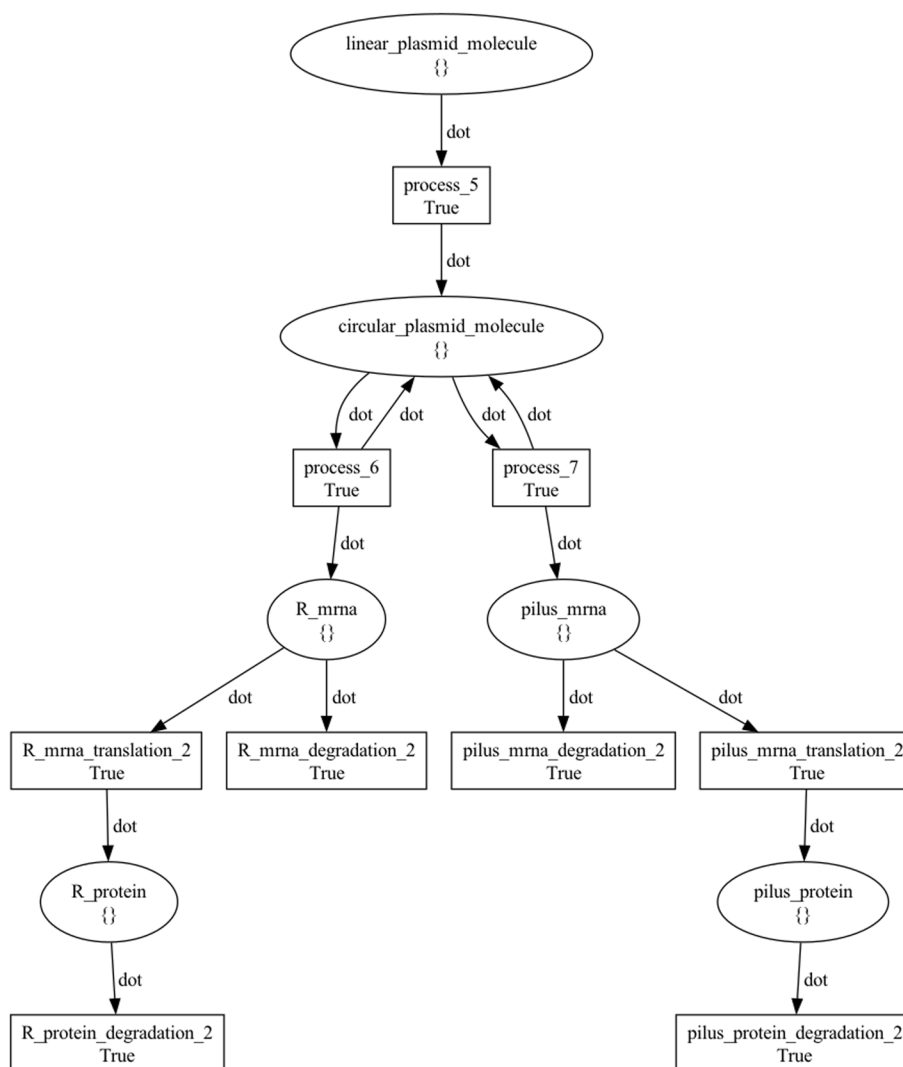 linear_plasmid_molecule
{}
dot
process_5
True
dot
circular_plasmid_molecule
{}
dot
dot
dot
dot
process_6
True
process_7
True
dot
dot
R_mrna
{}
pilus_mrna
{}
dot
dot
dot
dot
R_mrna_translation_2
True
R_mrna_degradation_2
True
pilus_mrna_degradation_2
True
pilus_mrna_translation_2
True
dot
dot
R_protein
{}
pilus_protein
{}
dot
dot
R_protein_degradation_2
True
pilus_protein_degradation_2
True